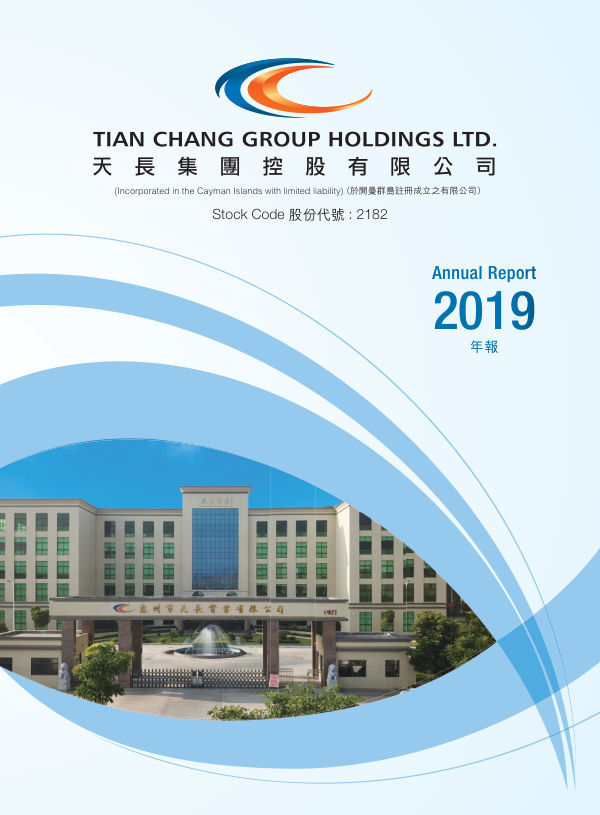 TIAN CHANG GROUP HOLDINGS LTD.
天長集團控股有限公司
(Incorporated in the Cayman Islands with limited liability) (於開曼群島註冊成立之有限公司)
Stock Code 股份代號 : 2182
Annual Report
2019
年報
惠州市天長實業有限公司